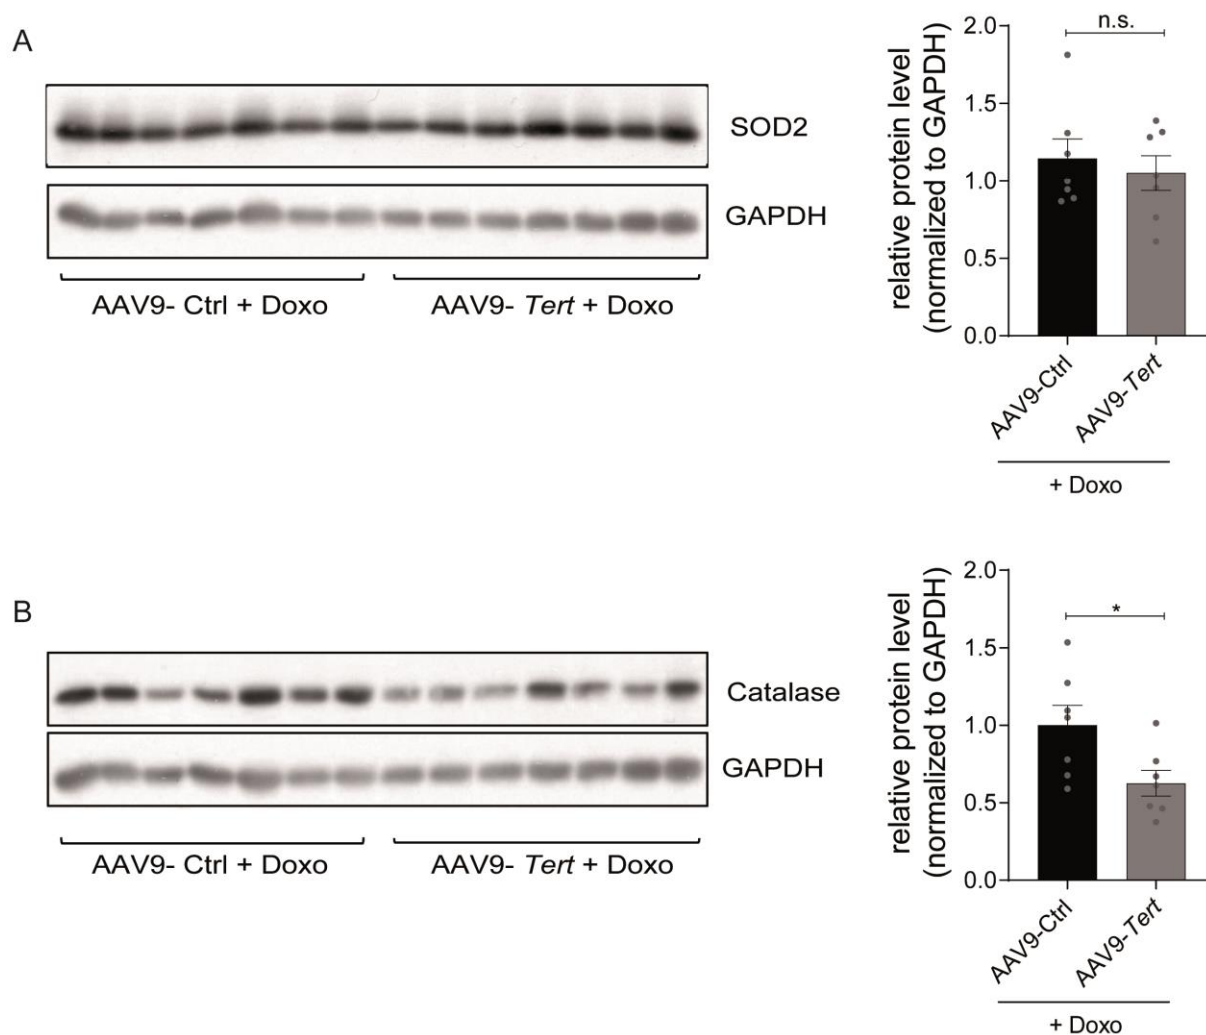 A
SOD2
GAPDH
AAV9- Ctrl + Doxo
AAV9- Tert + Doxo
relative protein level
(normalized to GAPDH)
2.0
1.5
1.0
0.5
0.0
n.s.
AAV9-Ctrl
AAV9-Tert
+ Doxo
B
Catalase
GAPDH
AAV9- Ctrl + Doxo
AAV9- Tert + Doxo
relative protein level
(normalized to GAPDH)
2.0
1.5
1.0
0.5
0.0
*
AAV9-Ctrl
AAV9-Tert
+ Doxo